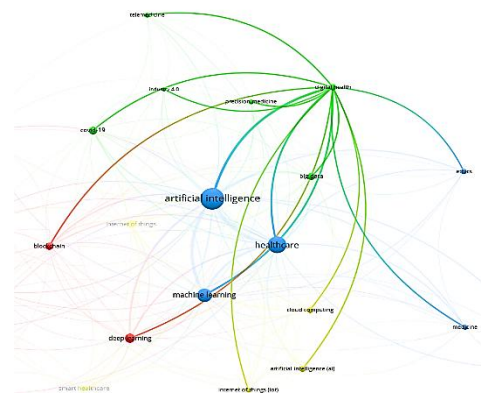 telemedicine
digital health
industry 4.0
precision medicine
covid-19
big data
ethics
artificial intelligence
internet of things
blockchain
healthcare
machine learning
cloud computing
medicine
deep learning
artificial intelligence (ai)
smart healthcare
internet of things (iot)